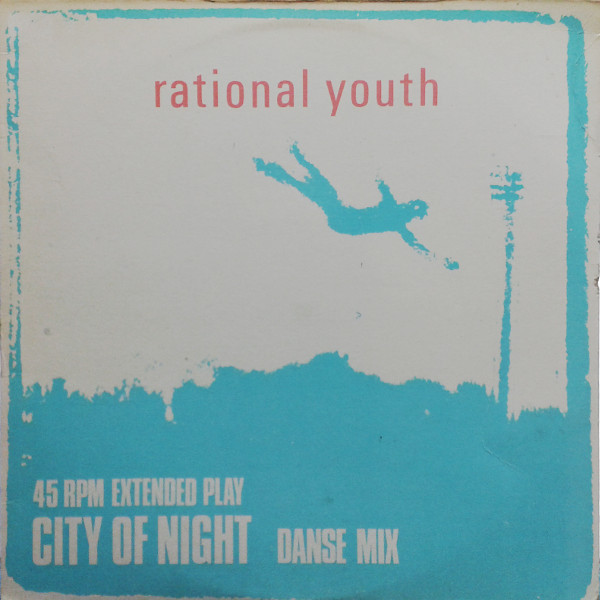 rational youth
45 RPM EXTENDED PLAY
CITY OF NIGHT DANSE MIX